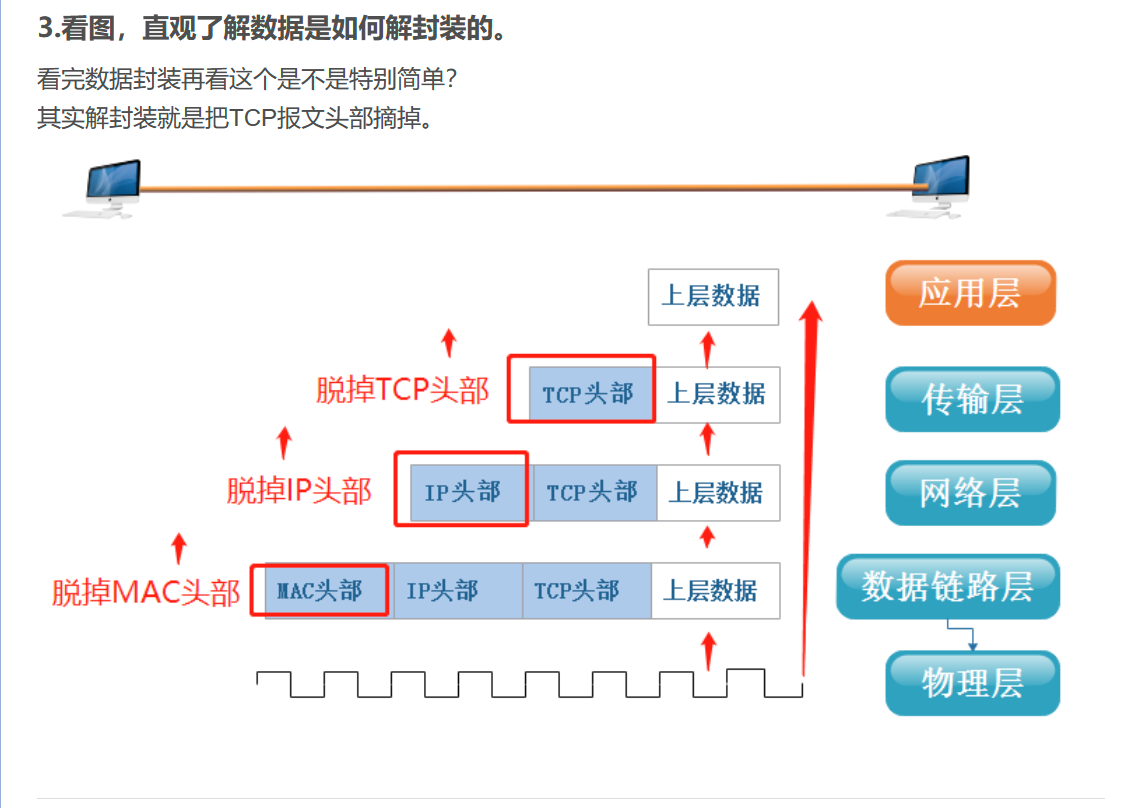 3.看图，直观了解数据是如何解封装的。
看完数据封装再看这个是不是特别简单？
其实解封装就是把TCP报文头部摘掉。
上层数据
应用层
脱掉TCP头部
TCP头部
上层数据
传输层
脱掉IP头部
IP头部
TCP头部
上层数据
网络层
脱掉MAC头部
MAC头部
IP头部
TCP头部
上层数据
数据链路层
物理层